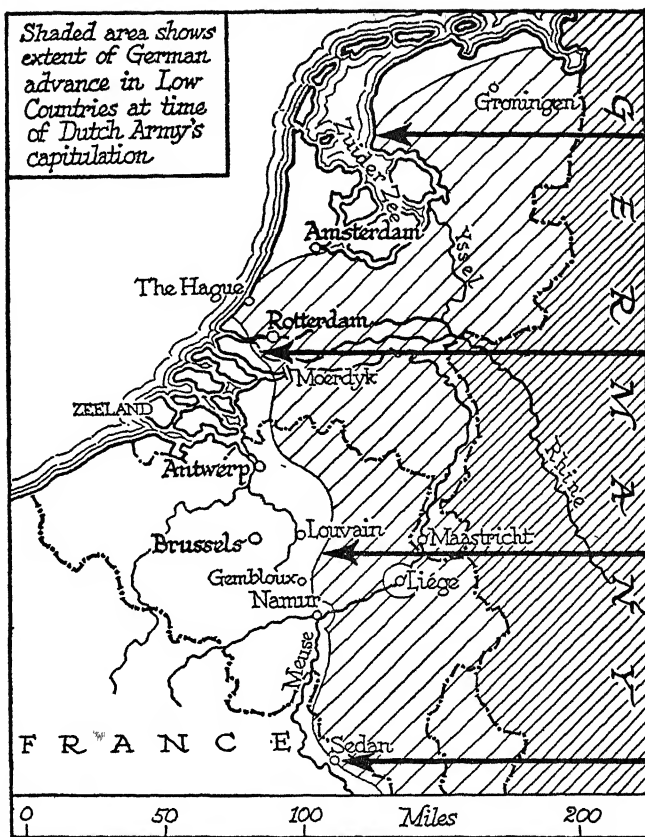 Shaded area shows
extent of German
advance in Low
Countries at time
of Dutch Army's
capitulation
Groningen
GERMANY
Zuider Zee
Amsterdam
Yssel
The Hague
Rotterdam
Moerdyk
ZEELAND
Rhine
Antwerp
Louvain
Maastricht
Brussels
Gembloux
Liége
Namur
Meuse
FRANCE
Sedan
0 50 100 Miles 200